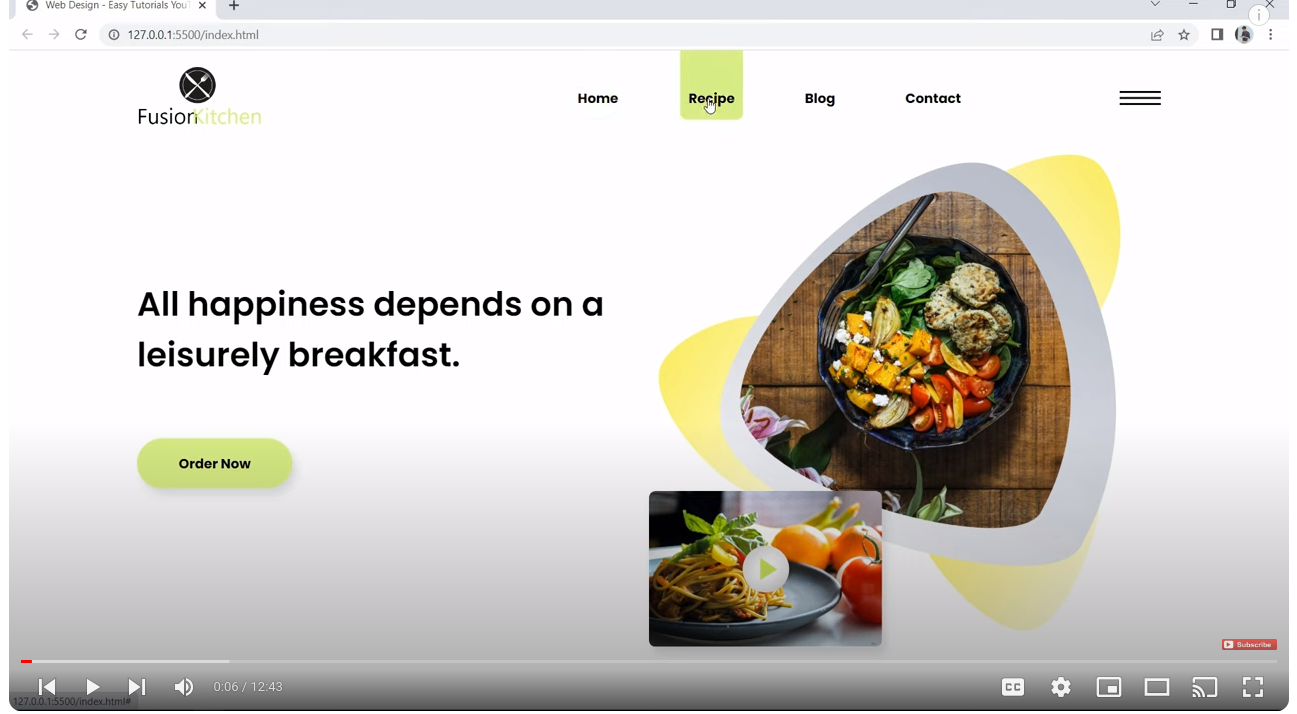 Web Design - Easy Tutorials You
127.0.0.1:5500/index.html
FusionKitchen
Home
Recipe
Blog
Contact
All happiness depends on a
leisurely breakfast.
Order Now
Subscribe
0:06 / 12:43
CC
127.0.0.1:5500/index.html#